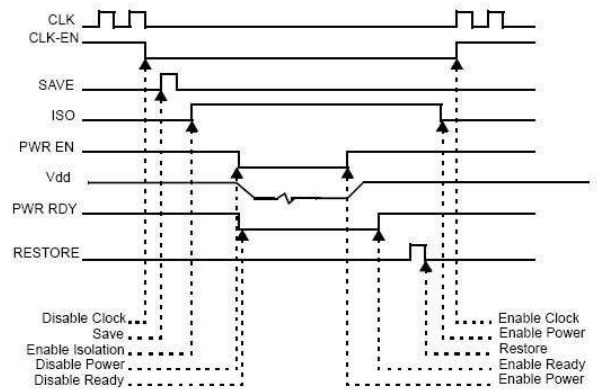 CLK
CLK-EN
SAVE
ISO
PWR EN
Vdd
PWR RDY
RESTORE
Disable Clock
Save
Enable Isolation
Disable Power
Disable Ready
Enable Clock
Enable Power
Restore
Enable Ready
Enable Power